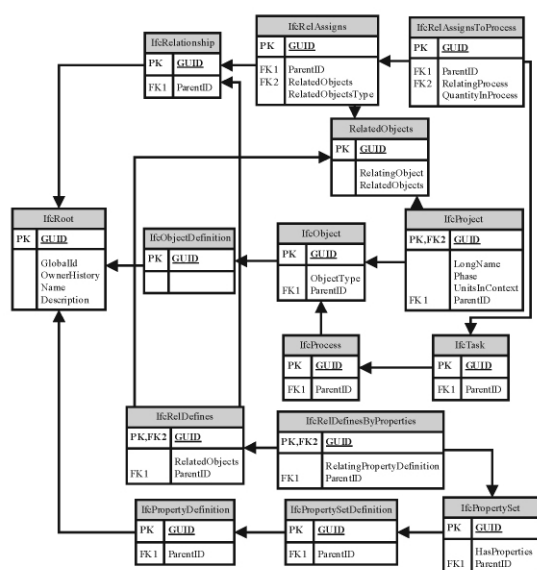 IfcRelationship
PK GUID
FK1 ParentID
IfcRelAssigns
PK GUID
FK1 ParentID
FK2 RelatedObjects
RelatedObjectsType
IfcRelAssignsToProcess
PK GUID
FK1 ParentID
FK2 RelatingProcess
QuantityInProcess
RelatedObjects
PK GUID
RelatingObject
RelatedObjects
IfcRoot
PK GUID
GlobalId
OwnerHistory
Name
Description
IfcObjectDefinition
PK GUID
IfcObject
PK GUID
ObjectType
FK1 ParentID
IfcProject
PK,FK2 GUID
LongName
Phase
UnitsInContext
FK1 ParentID
IfcProcess
PK GUID
FK1 ParentID
IfcTask
PK GUID
FK1 ParentID
IfcRelDefines
PK,FK2 GUID
RelatedObjects
FK1 ParentID
IfcRelDefinesByProperties
PK,FK2 GUID
RelatingPropertyDefinition
FK1 ParentID
IfcPropertyDefinition
PK GUID
FK1 ParentID
IfcPropertySetDefinition
PK GUID
FK1 ParentID
IfcPropertySet
PK GUID
HasProperties
FK1 ParentID